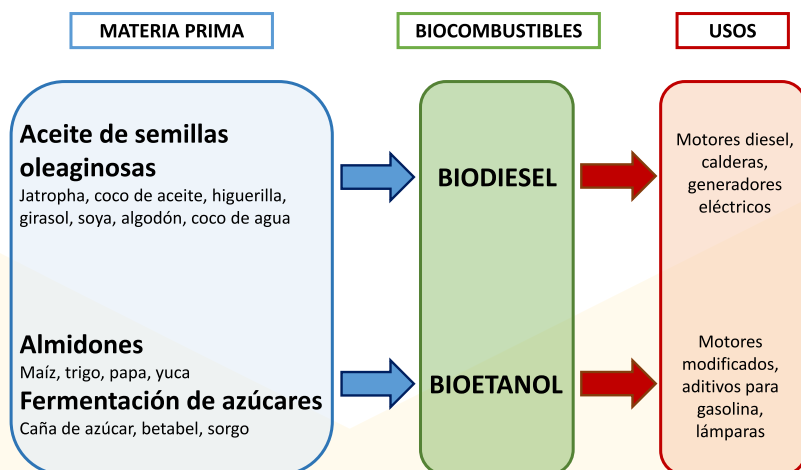 MATERIA PRIMA
BIOCOMBUSTIBLES
USOS
Aceite de semillas
oleaginosas
Jatropha, coco de aceite, higuerilla,
girasol, soya, algodón, coco de agua
BIODIESEL
Motores diesel,
calderas,
generadores
eléctricos
Almidones
Maíz, trigo, papa, yuca
Fermentación de azúcares
Caña de azúcar, betabel, sorgo
BIOETANOL
Motores
modificados,
aditivos para
gasolina,
lámparas